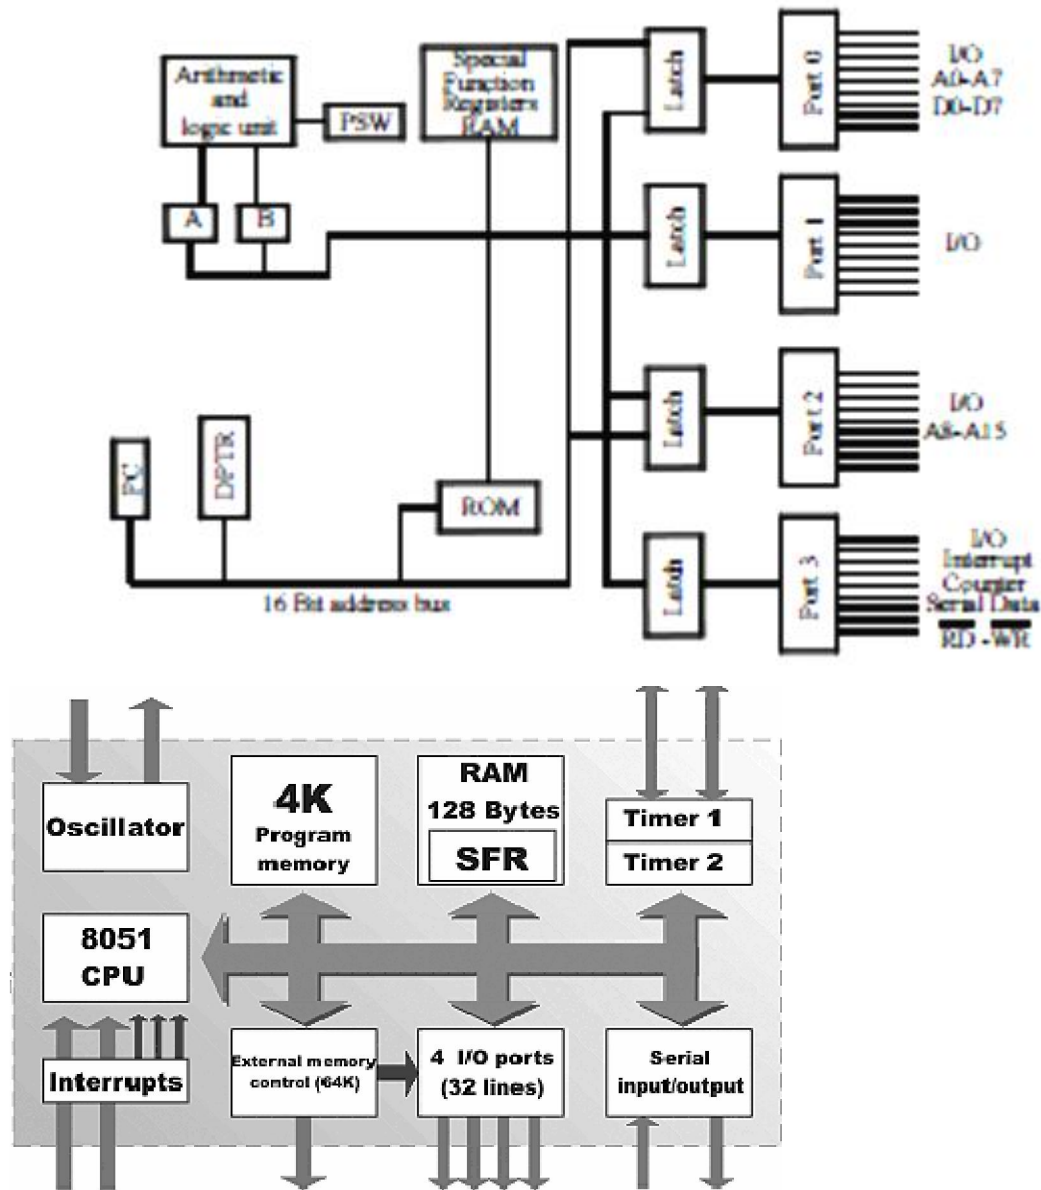 Arithmetic
and
logic unit
PSW
Special
Function
Registers
RAM
A
B
Latch
Port 0
I/O
A0-A7
D0-D7
Latch
Port 1
I/O
Latch
Port 2
I/O
A8-A15
PC
DPTR
ROM
16 Bit address bus
Latch
Port 3
I/O
Interrupt
Counter
Serial Data
RD - WR
Oscillator
4K
Program
memory
RAM
128 Bytes
SFR
Timer 1
Timer 2
8051
CPU
Interrupts
External memory
control (64K)
4 I/O ports
(32 lines)
Serial
input/output